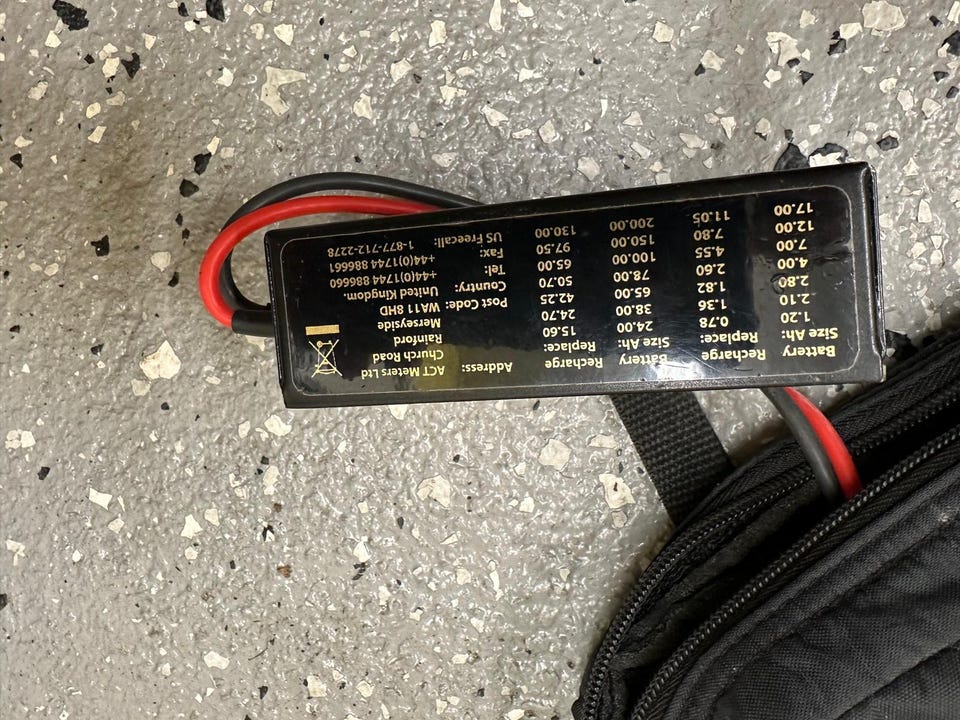 Battery Recharge Battery Recharge Address: ACT Meters Ltd
Size Ah: Replace: Size Ah: Replace: Church Road
1.20 0.78 24.00 15.60 Rainford
2.10 1.36 38.00 24.70 Merseyside
2.80 1.82 65.00 42.25 Post Code: WA11 8HD
4.00 2.60 78.00 50.70 Country: United Kingdom.
7.00 4.55 100.00 65.00 Tel: +44(0)1744 886660
12.00 7.80 150.00 97.50 Fax: +44(0)1744 886661
17.00 11.05 200.00 130.00 US Freecall: 1-877-712-2278